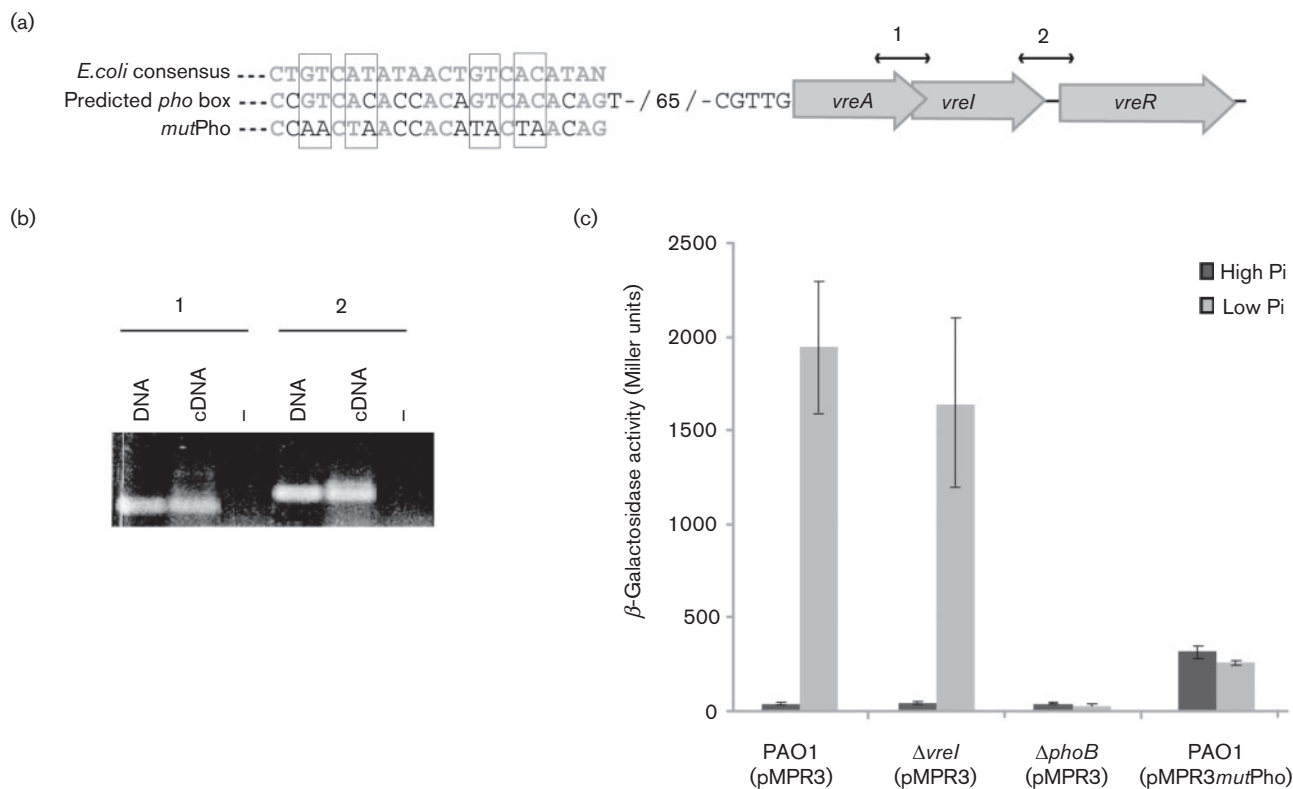 (a)
1 2
E.coli consensus ---CTGTCATATAACTGTCACATAN
Predicted pho box ---CCGTCACACCACAGTCACACAGT-/ 65 /-CGTTG vreA vreI vreR
mutPho ---CCAACTAACCACATACTAACAG
(b)
1 2
DNA cDNA – DNA cDNA –
(c)
β-Galactosidase activity (Miller units)
2500
2000
1500
1000
500
0
High Pi
Low Pi
PAO1 ΔvreI ΔphoB PAO1
(pMPR3) (pMPR3) (pMPR3) (pMPR3mutPho)